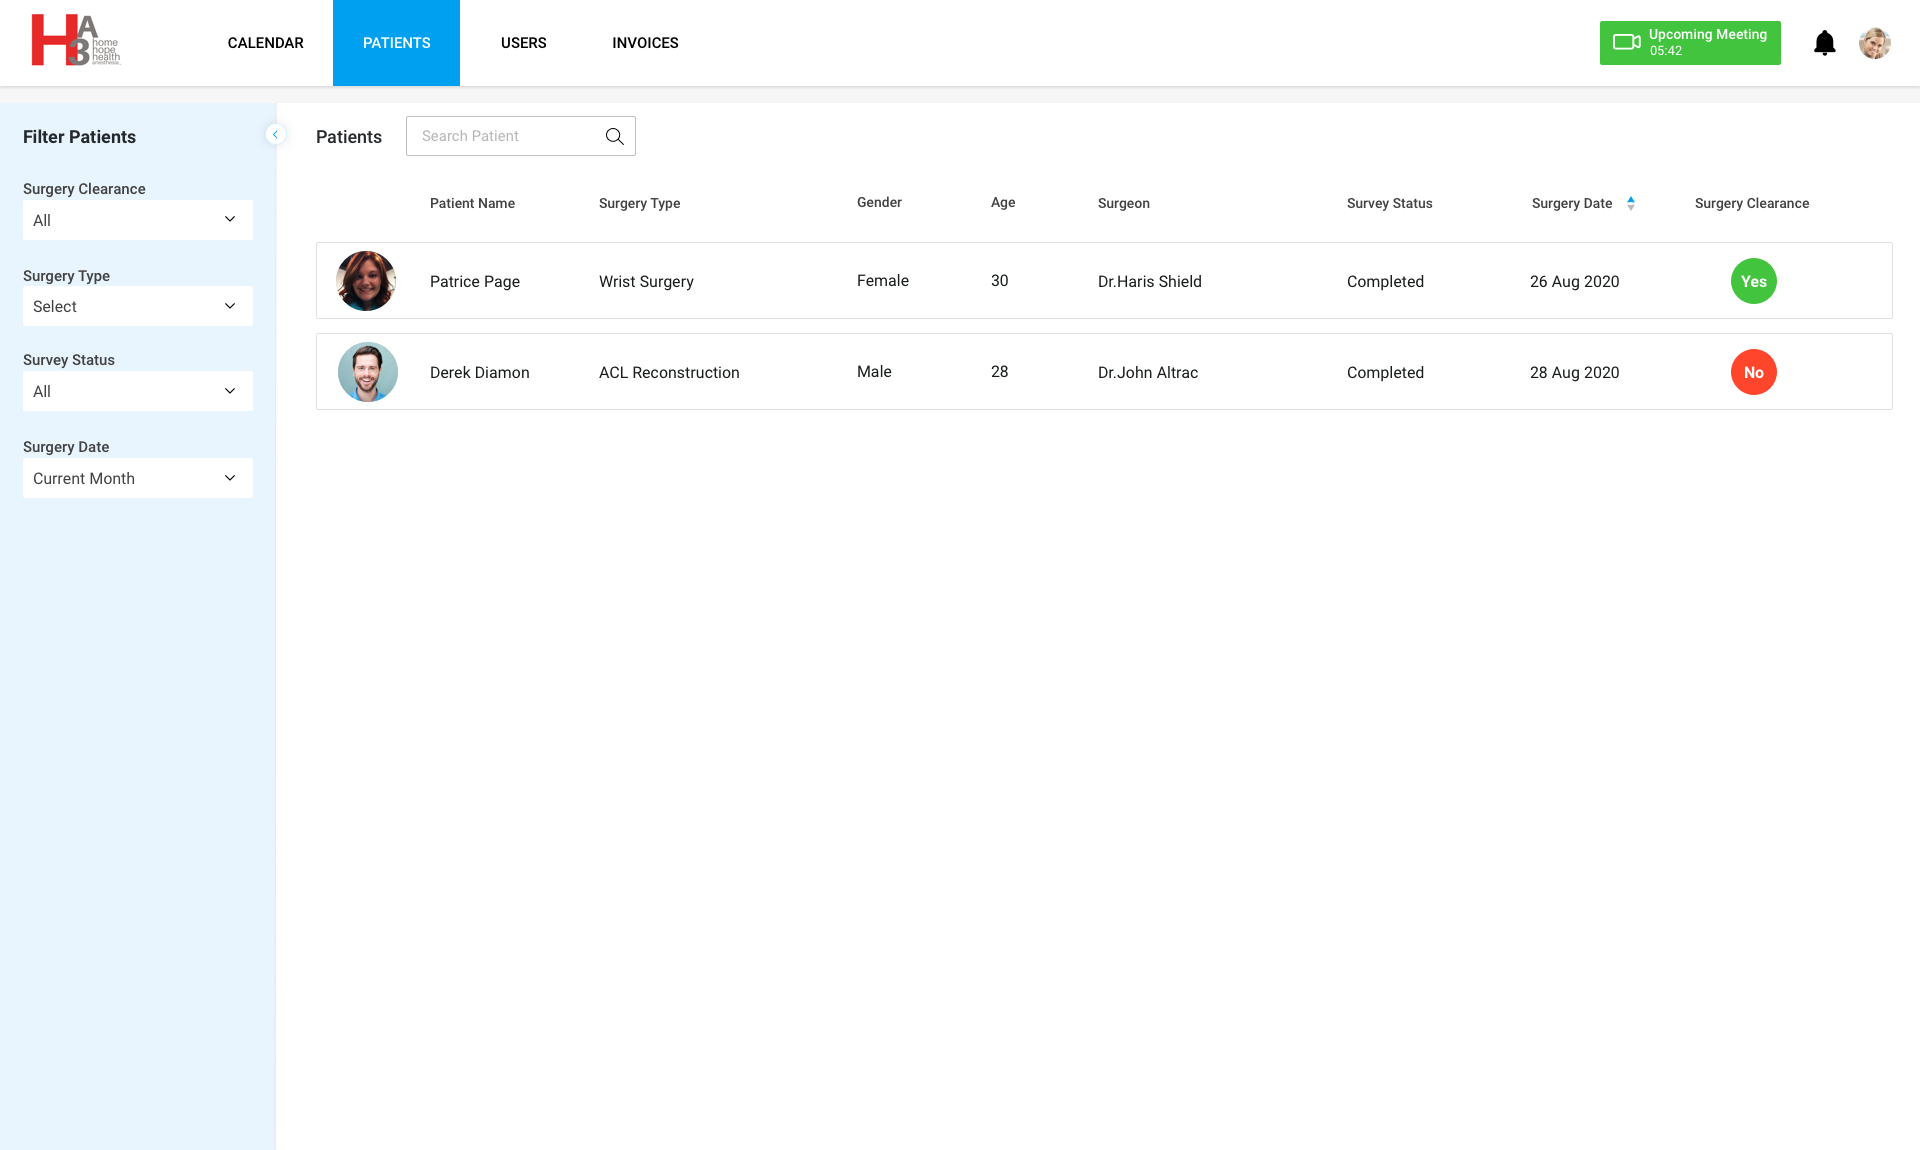 HA3 home
hope
health
anesthesia
CALENDAR
PATIENTS
USERS
INVOICES
Upcoming Meeting
05:42
Filter Patients
Surgery Clearance
All
Surgery Type
Select
Survey Status
All
Surgery Date
Current Month
Patients
Search Patient
Patient Name Surgery Type Gender Age Surgeon Survey Status Surgery Date Surgery Clearance
Patrice Page Wrist Surgery Female 30 Dr.Haris Shield Completed 26 Aug 2020 Yes
Derek Diamon ACL Reconstruction Male 28 Dr.John Altrac Completed 28 Aug 2020 No